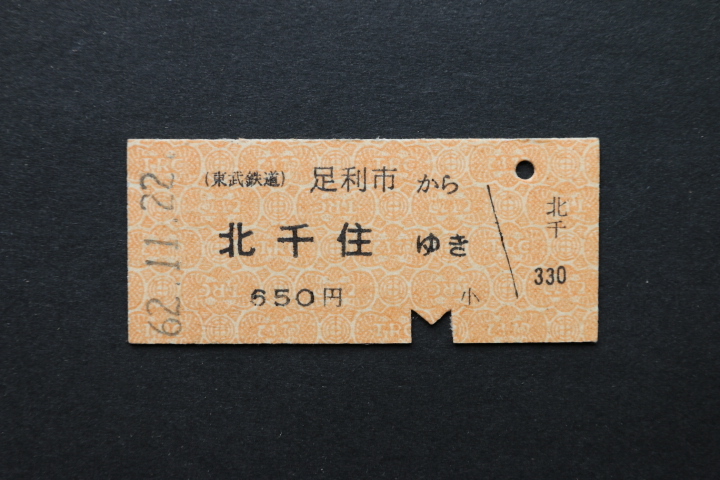 62.11.22.
(東武鉄道) 足利市 から
北千住 ゆき
650円
小
北千
330